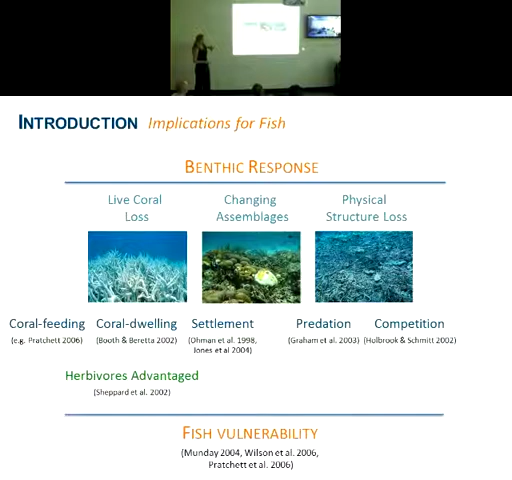 INTRODUCTION Implications for Fish
BENTHIC RESPONSE
Live Coral Loss
Changing Assemblages
Physical Structure Loss
Coral-feeding
(e.g. Pratchett 2006)
Coral-dwelling
(Booth & Beretta 2002)
Settlement
(Ohman et al. 1998,
Jones et al 2004)
Predation
(Graham et al. 2003)
Competition
(Holbrook & Schmitt 2002)
Herbivores Advantaged
(Sheppard et al. 2002)
FISH VULNERABILITY
(Munday 2004, Wilson et al. 2006,
Pratchett et al. 2006)